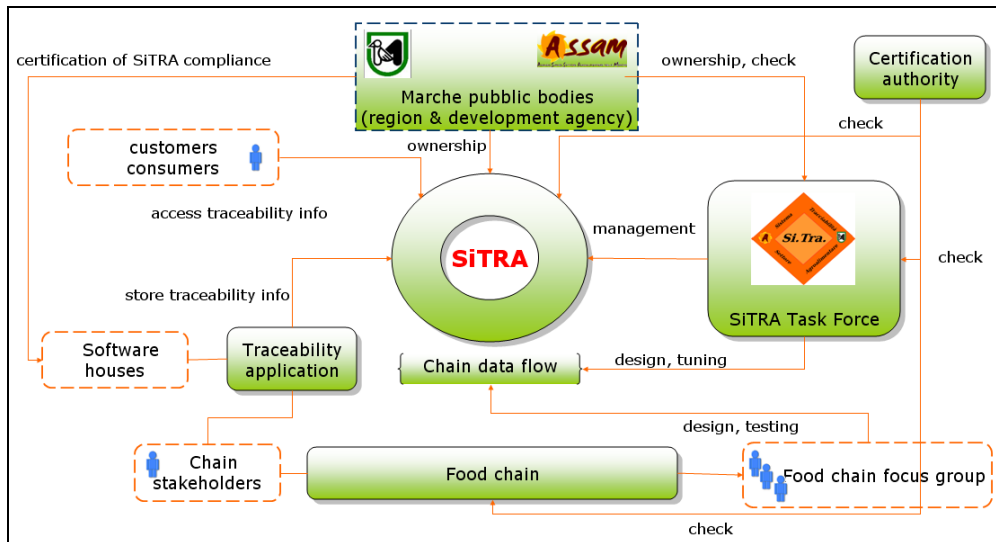 certification of SiTRA compliance
Assam
ownership, check
Certification
authority
Marche pubblic bodies
(region & development agency)
check
ownership
customers
consumers
access traceability info
management
Si.Tra.
SiTRA
check
store traceability info
SiTRA Task Force
Software
houses
Traceability
application
Chain data flow
design, tuning
design, testing
Chain
stakeholders
Food chain
Food chain focus group
check